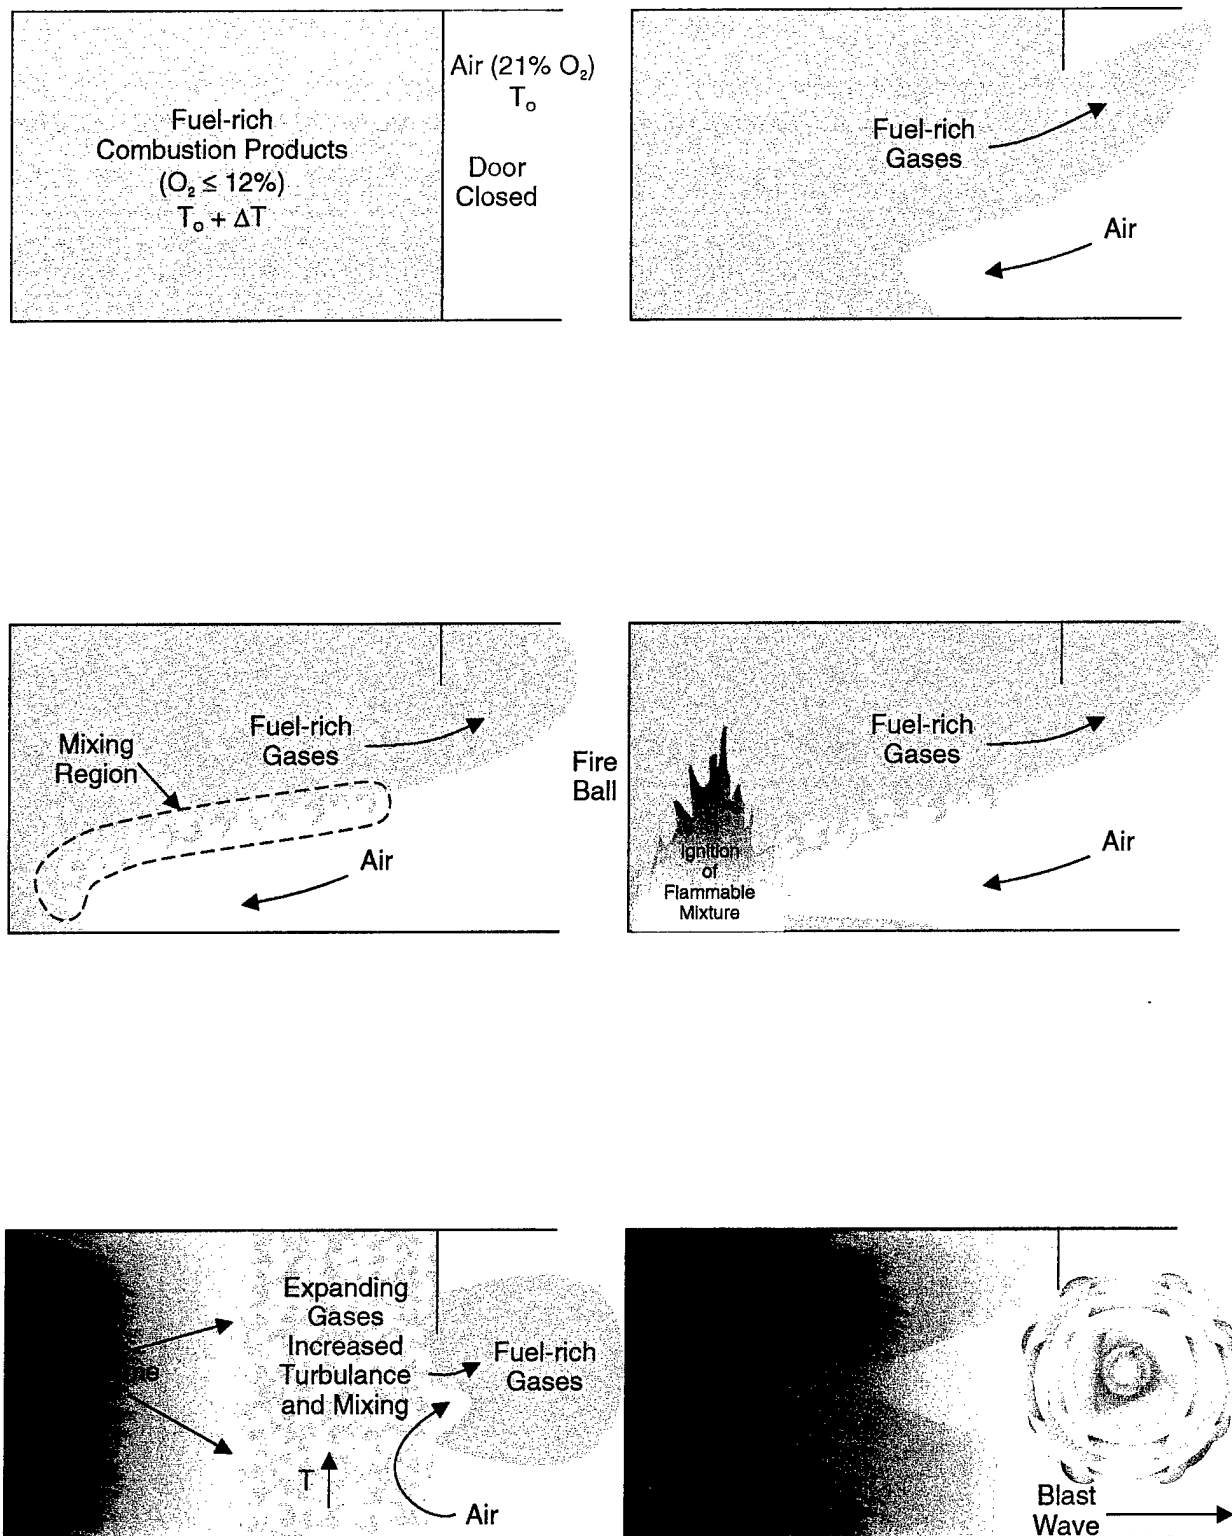 Fuel-rich
Combustion Products
(O₂ ≤ 12%)
Tₒ + ΔT
Air (21% O₂)
Tₒ
Door
Closed
Fuel-rich
Gases
Air
Mixing
Region
Fuel-rich
Gases
Air
Fire
Ball
Fuel-rich
Gases
Air
Ignition
of
Flammable
Mixture
Expanding
Gases
Increased
Turbulance
and Mixing
T
Fuel-rich
Gases
Air
Blast
Wave